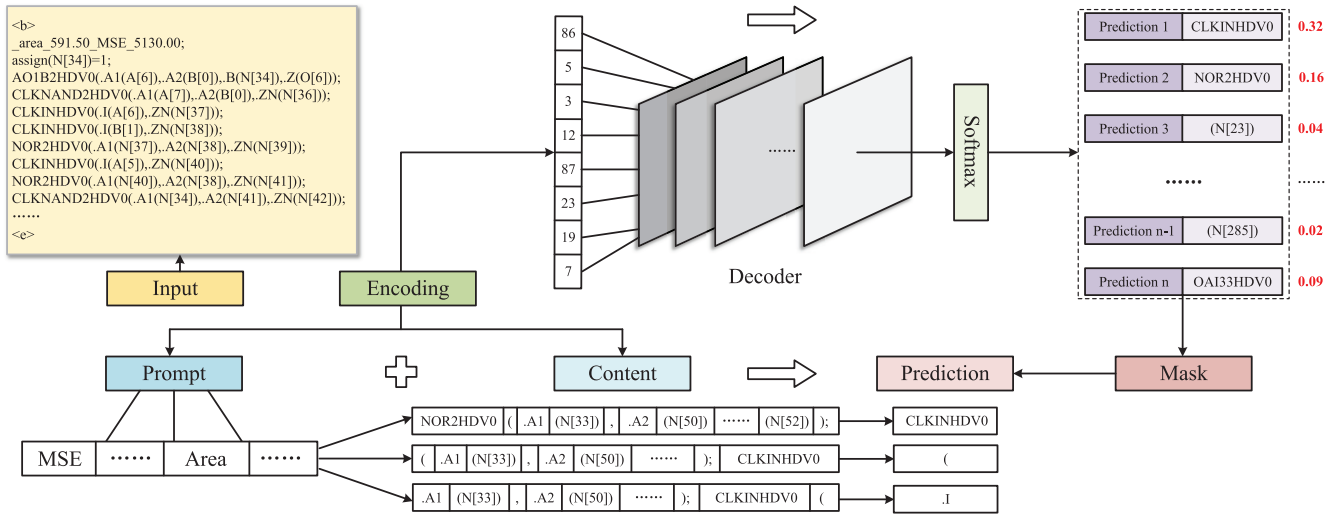 <b>
_area_591.50_MSE_5130.00;
assign(N[34])=1;
AO1B2HDV0(.A1(A[6]),.A2(B[0]),.B(N[34]),.Z(O[6]));
CLKNAND2HDV0(.A1(A[7]),.A2(B[0]),.ZN(N[36]));
CLKINHDV0(.I(A[6]),.ZN(N[37]));
CLKINHDV0(.I(B[1]),.ZN(N[38]));
NOR2HDV0(.A1(N[37]),.A2(N[38]),.ZN(N[39]));
CLKINHDV0(.I(A[5]),.ZN(N[40]));
NOR2HDV0(.A1(N[40]),.A2(N[38]),.ZN(N[41]));
CLKNAND2HDV0(.A1(N[34]),.A2(N[41]),.ZN(N[42]));
······
<e>
Input
Encoding
86
5
3
12
87
23
19
7
······
Decoder
Softmax
Prediction 1 CLKINHDV0 0.32
Prediction 2 NOR2HDV0 0.16
Prediction 3 (N[23]) 0.04
······ ······
Prediction n-1 (N[285]) 0.02
Prediction n OAI33HDV0 0.09
Prompt
Content
Prediction
Mask
MSE ······ Area ······
NOR2HDV0 ( .A1 (N[33]) , .A2 (N[50]) ······ (N[52]) ); CLKINHDV0
( .A1 (N[33]) , .A2 (N[50]) ······ ); CLKINHDV0 (
.A1 (N[33]) , .A2 (N[50]) ······ ); CLKINHDV0 ( .I